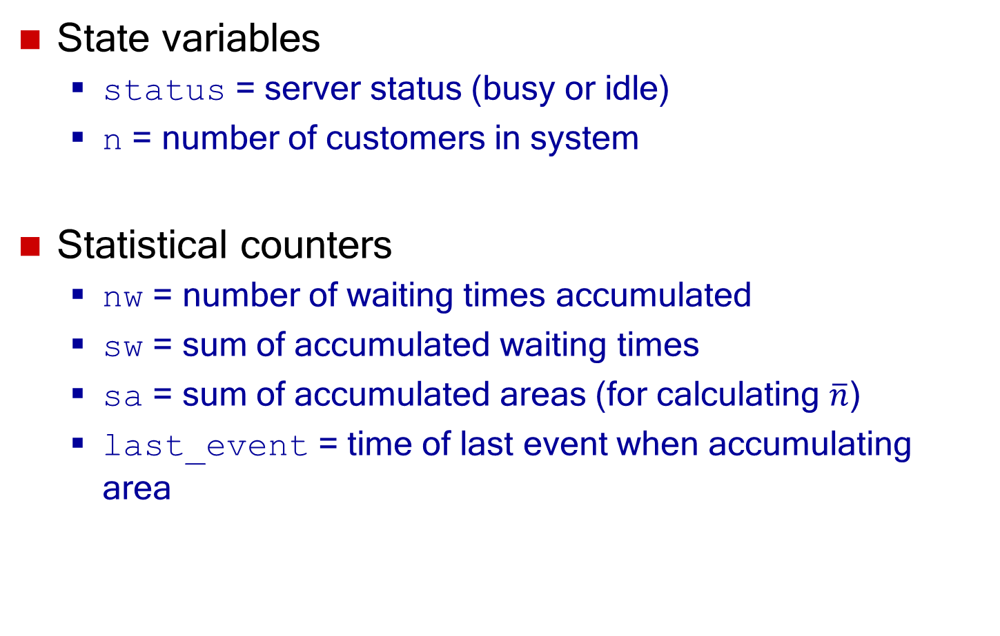 State variables
status = server status (busy or idle)
n = number of customers in system
Statistical counters
nw = number of waiting times accumulated
sw = sum of accumulated waiting times
sa = sum of accumulated areas (for calculating n̅)
last_event = time of last event when accumulating
area